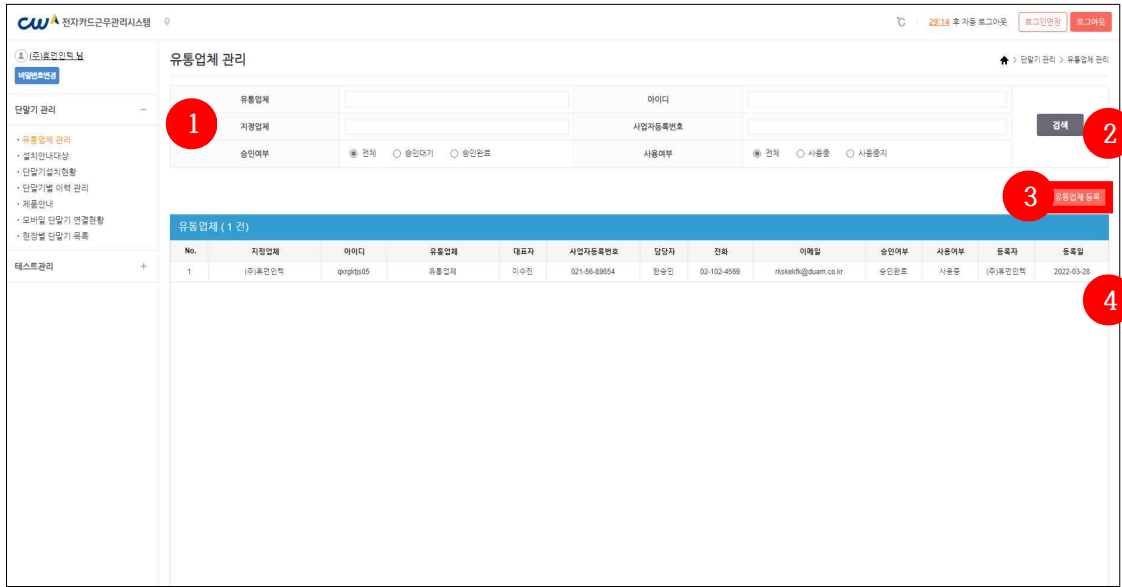 CWA 전자카드근무관리시스템
℃ 29:14 후 자동 로그아웃 로그인연장 로그아웃
(주)휴먼인텍 님
비밀번호변경
단말기 관리 −
· 유통업체 관리
· 설치안내대상
· 단말기설치현황
· 단말기별 이력 관리
· 제품안내
· 모바일 단말기 연결현황
· 현장별 단말기 목록
테스트관리 +
유통업체 관리
> 단말기 관리 > 유통업체 관리
유통업체 아이디
1 지정업체 사업자등록번호 검색 2
승인여부 전체 승인대기 승인완료 사용여부 전체 사용중 사용중지
3 유통업체 등록
유통업체 ( 1 건)
No. 지정업체 아이디 유통업체 대표자 사업자등록번호 담당자 전화 이메일 승인여부 사용여부 등록자 등록일
1 (주)휴먼인텍 qkrgktjs05 유통업체 이수진 021-56-89654 한승민 02-102-4569 rkskekfk@duam.co.kr 승인완료 사용중 (주)휴먼인텍 2022-03-28
4